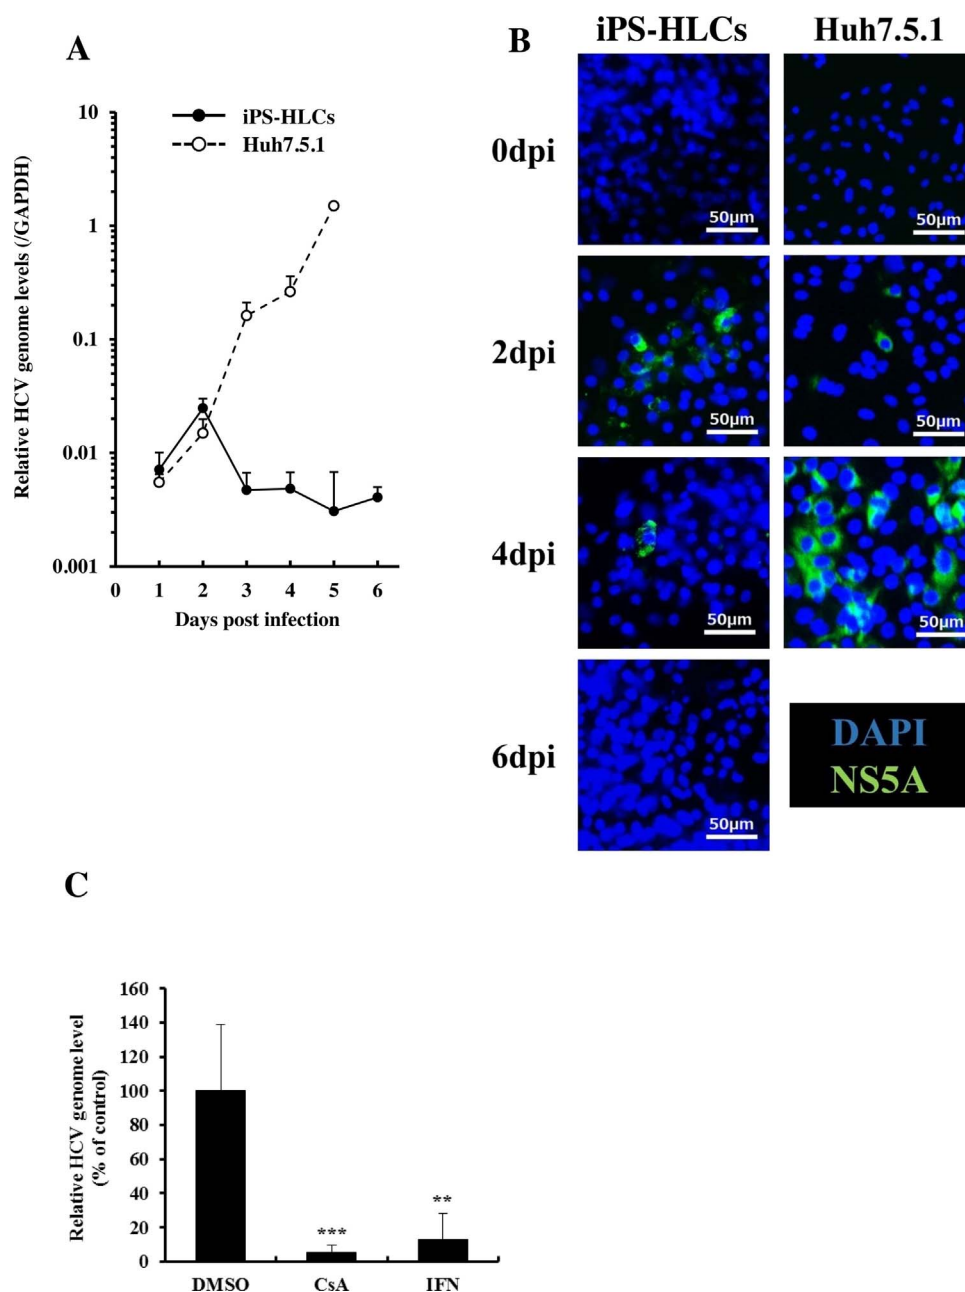 A
10
1
0.1
0.01
0.001
0 1 2 3 4 5 6
Relative HCV genome levels (/GAPDH)
Days post infection
iPS-HLCs
Huh7.5.1
B
iPS-HLCs Huh7.5.1
0dpi
50μm 50μm
2dpi
50μm 50μm
4dpi
50μm 50μm
6dpi
50μm
DAPI
NS5A
C
160
140
120
100
80
60
40
20
0
Relative HCV genome level
(% of control)
***
**
DMSO CsA IFN